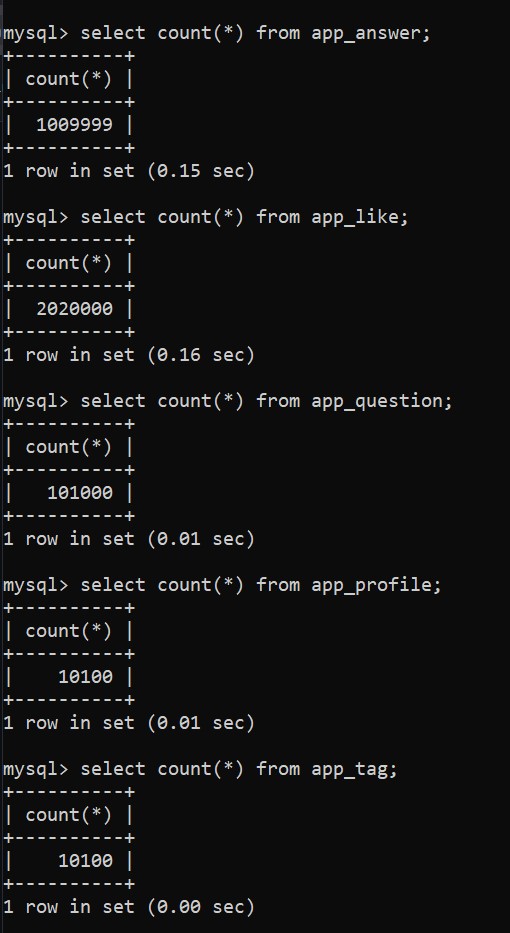 mysql> select count(*) from app_answer;
+----------+
| count(*) |
+----------+
|  1009999 |
+----------+
1 row in set (0.15 sec)

mysql> select count(*) from app_like;
+----------+
| count(*) |
+----------+
|  2020000 |
+----------+
1 row in set (0.16 sec)

mysql> select count(*) from app_question;
+----------+
| count(*) |
+----------+
|   101000 |
+----------+
1 row in set (0.01 sec)

mysql> select count(*) from app_profile;
+----------+
| count(*) |
+----------+
|    10100 |
+----------+
1 row in set (0.01 sec)

mysql> select count(*) from app_tag;
+----------+
| count(*) |
+----------+
|    10100 |
+----------+
1 row in set (0.00 sec)